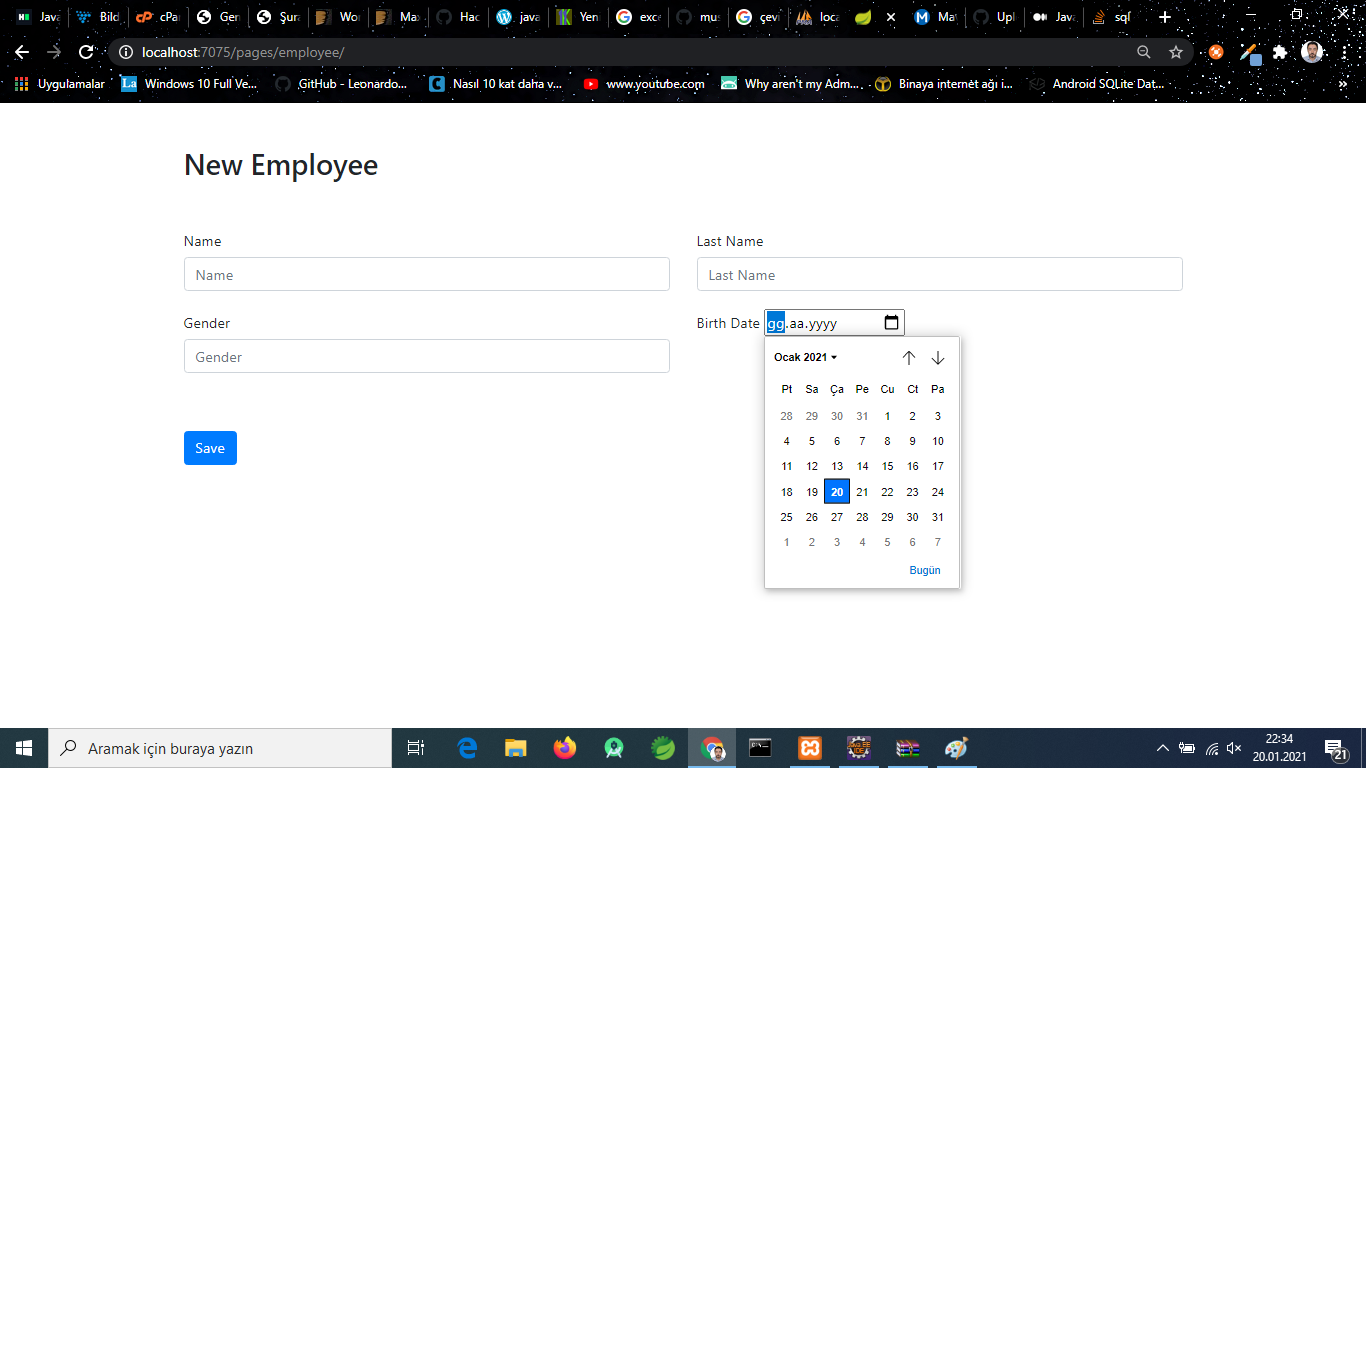 Java Bild cPan Gen Şura Wor Max Hac java Yen exce mus çevi loca Mat Upl Java sqf
localhost:7075/pages/employee/
Uygulamalar Windows 10 Full Ve... GitHub - Leonardo... Nasıl 10 kat daha v... www.youtube.com Why aren't my Adm... Binaya internet ağı i... Android SQLite Dat... »
New Employee
Name Last Name
Name Last Name
Gender Birth Date gg.aa.yyyy
Gender
Ocak 2021
Pt Sa Ça Pe Cu Ct Pa
28 29 30 31 1 2 3
4 5 6 7 8 9 10
11 12 13 14 15 16 17
18 19 20 21 22 23 24
25 26 27 28 29 30 31
1 2 3 4 5 6 7
Bugün
Save
Aramak için buraya yazın
22:34
20.01.2021
21